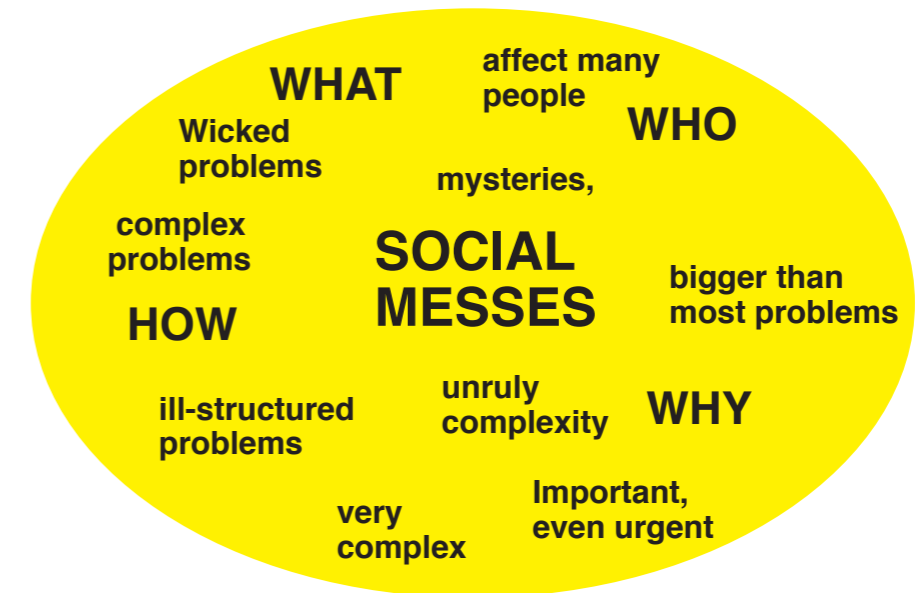 WHAT
affect many
people
WHO
Wicked
problems
mysteries,
complex
problems
SOCIAL
MESSES
bigger than
most problems
HOW
unruly
complexity
WHY
ill-structured
problems
Important,
even urgent
very
complex